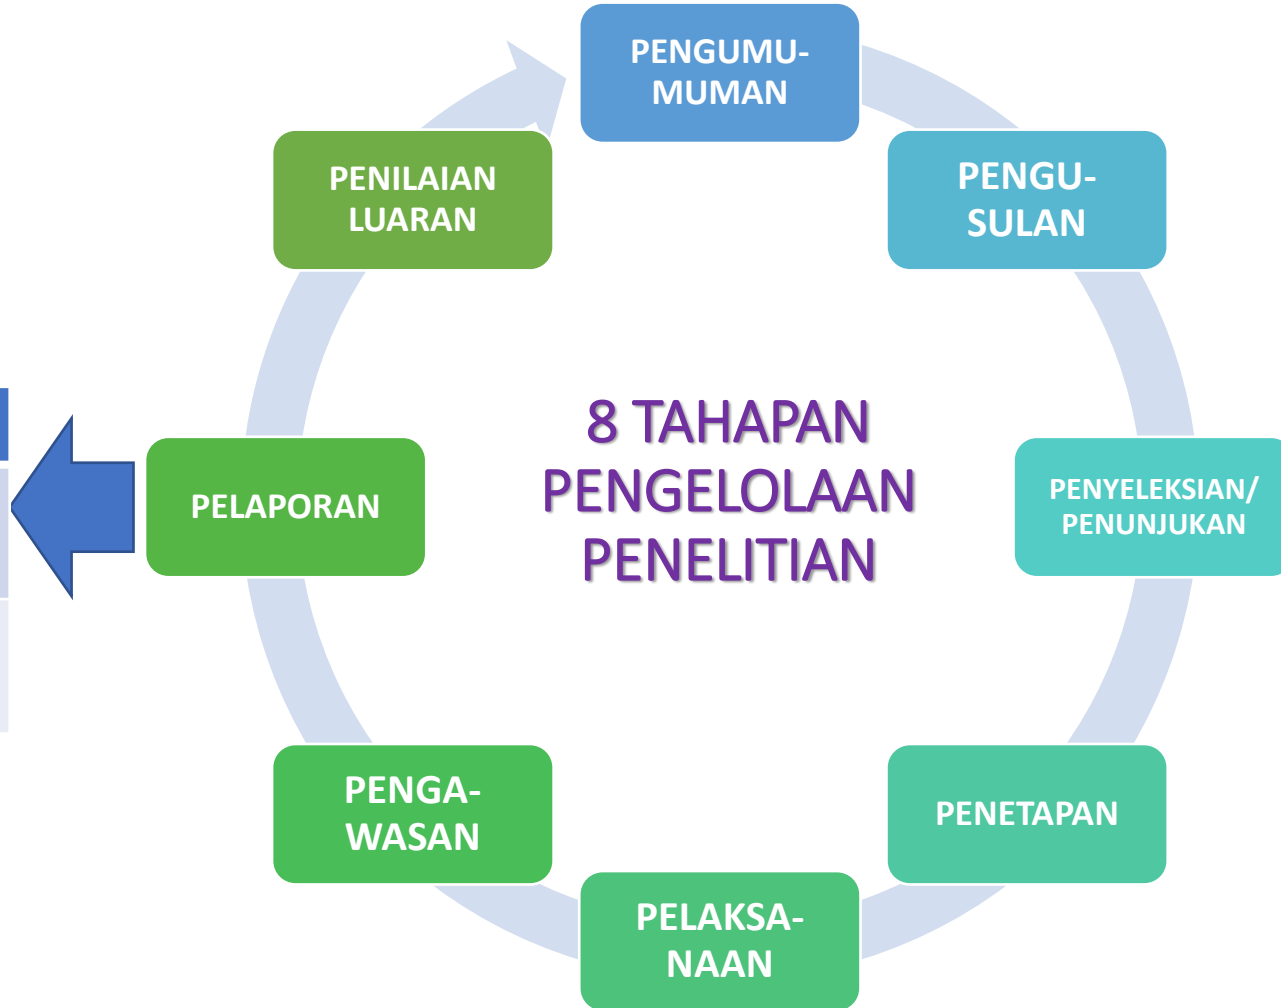 PENGUMU-
MUMAN
PENGU-
SULAN
PENYELEKSIAN/
PENUNJUKAN
PENETAPAN
PELAKSA-
NAAN
PENGA-
WASAN
PELAPORAN
PENILAIAN
LUARAN
8 TAHAPAN
PENGELOLAAN
PENELITIAN